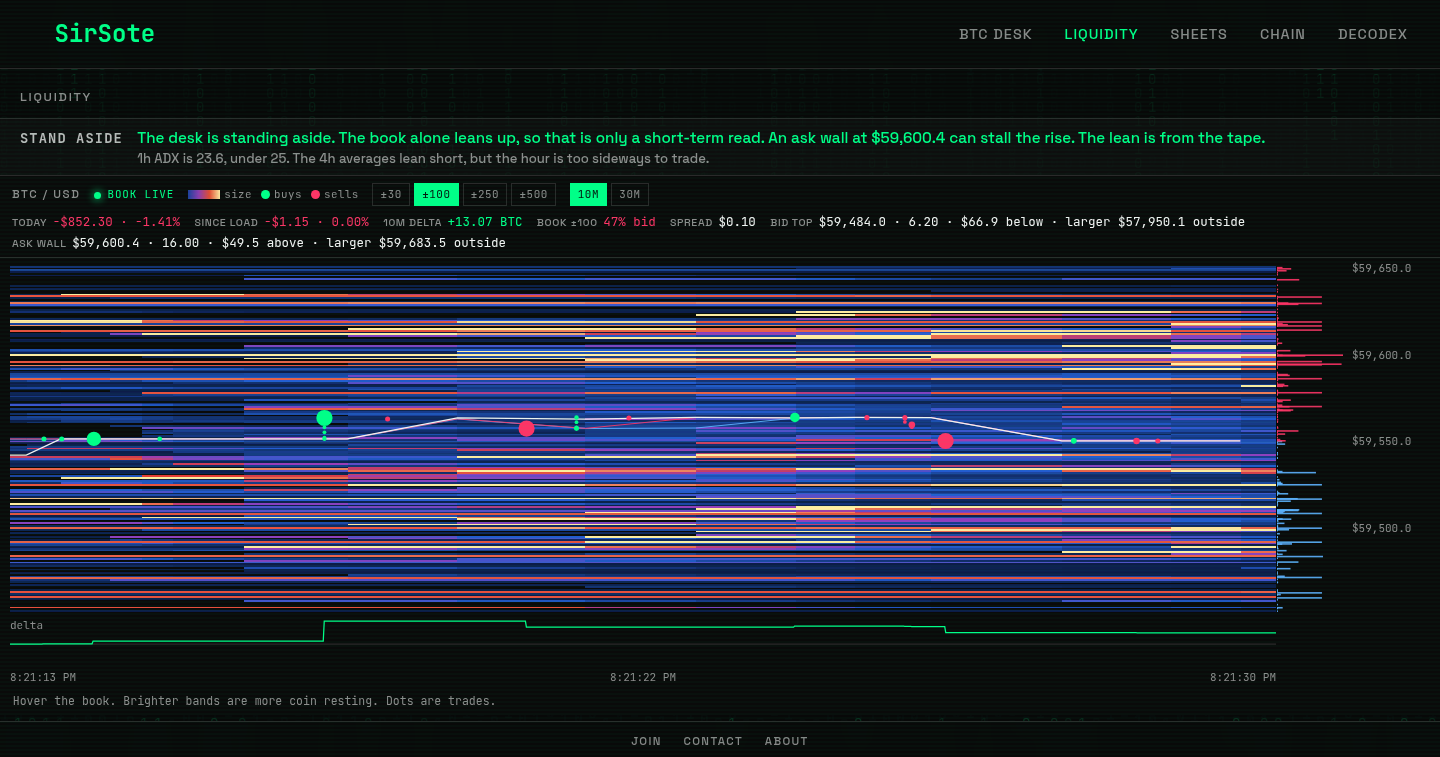 SirSote
BTC DESK LIQUIDITY SHEETS CHAIN DECODEX
LIQUIDITY
STAND ASIDE The desk is standing aside. The book alone leans up, so that is only a short-term read. An ask wall at $59,600.4 can stall the rise. The lean is from the tape.
1h ADX is 23.6, under 25. The 4h averages lean short, but the hour is too sideways to trade.
BTC / USD BOOK LIVE size buys sells ±30 ±100 ±250 ±500 10M 30M
TODAY -$852.30 · -1.41% SINCE LOAD -$1.15 · 0.00% 10M DELTA +13.07 BTC BOOK ±100 47% bid SPREAD $0.10 BID TOP $59,484.0 · 6.20 · $66.9 below · larger $57,950.1 outside
ASK WALL $59,600.4 · 16.00 · $49.5 above · larger $59,683.5 outside
$59,650.0
$59,600.0
$59,550.0
$59,500.0
delta
8:21:13 PM 8:21:22 PM 8:21:30 PM
Hover the book. Brighter bands are more coin resting. Dots are trades.
JOIN CONTACT ABOUT